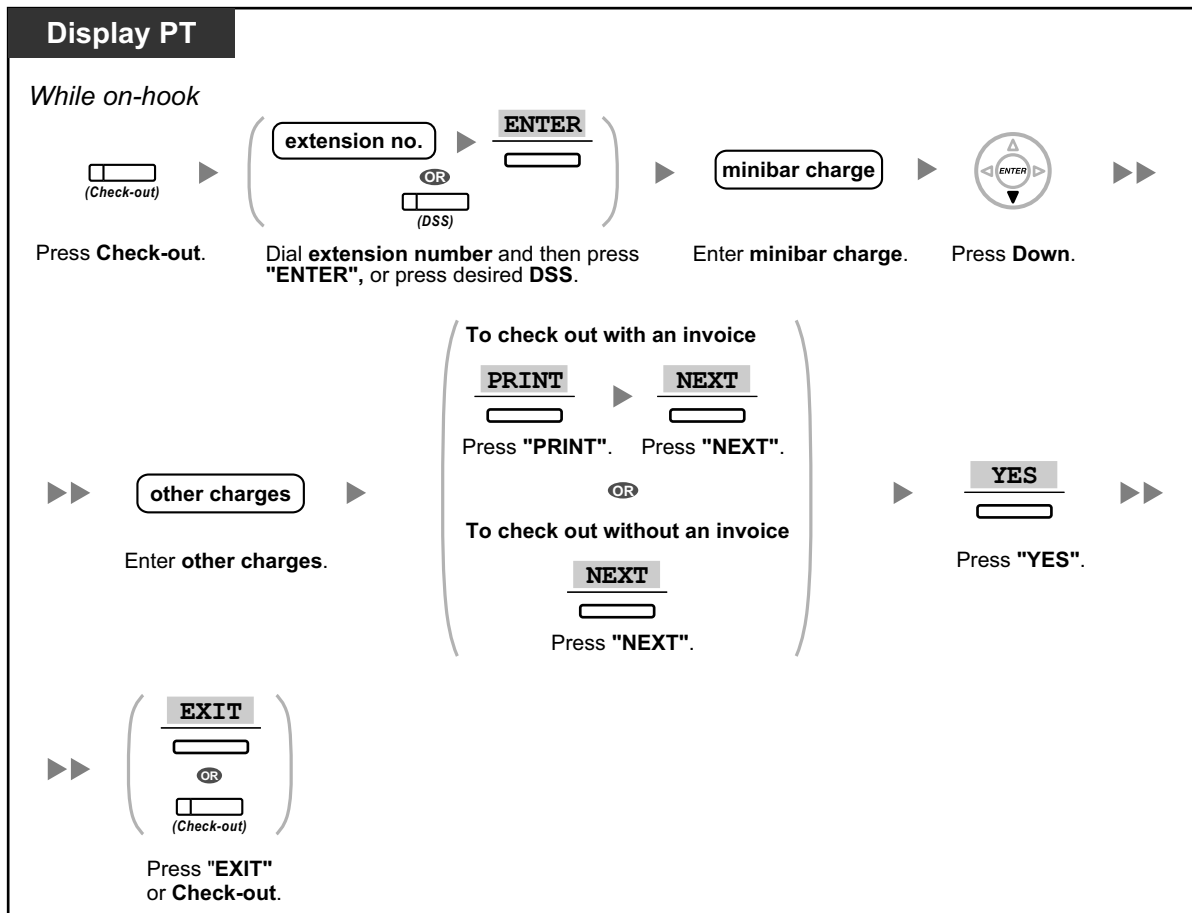 Display PT
While on-hook
(Check-out)
extension no.
ENTER
OR
(DSS)
minibar charge
ENTER
Press Check-out.
Dial extension number and then press
"ENTER", or press desired DSS.
Enter minibar charge.
Press Down.
other charges
Enter other charges.
To check out with an invoice
PRINT
NEXT
Press "PRINT".
Press "NEXT".
OR
To check out without an invoice
NEXT
Press "NEXT".
YES
Press "YES".
EXIT
OR
(Check-out)
Press "EXIT"
or Check-out.